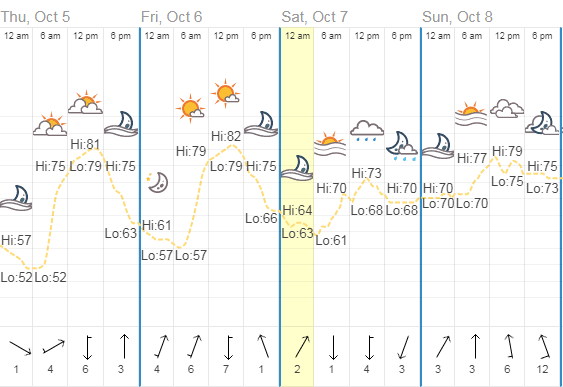 Thu, Oct 5 Fri, Oct 6 Sat, Oct 7 Sun, Oct 8
12 am 6 am 12 pm 6 pm 12 am 6 am 12 pm 6 pm 12 am 6 am 12 pm 6 pm 12 am 6 am 12 pm 6 pm
Hi:57 Hi:75 Hi:81 Hi:75 Hi:61 Hi:79 Hi:82 Hi:75 Hi:64 Hi:70 Hi:73 Hi:70 Hi:70 Hi:77 Hi:79 Hi:75
Lo:52 Lo:52 Lo:79 Lo:63 Lo:57 Lo:57 Lo:79 Lo:66 Lo:63 Lo:61 Lo:68 Lo:68 Lo:70 Lo:70 Lo:75 Lo:73
1 4 6 3 4 6 7 1 2 1 4 3 3 3 6 12